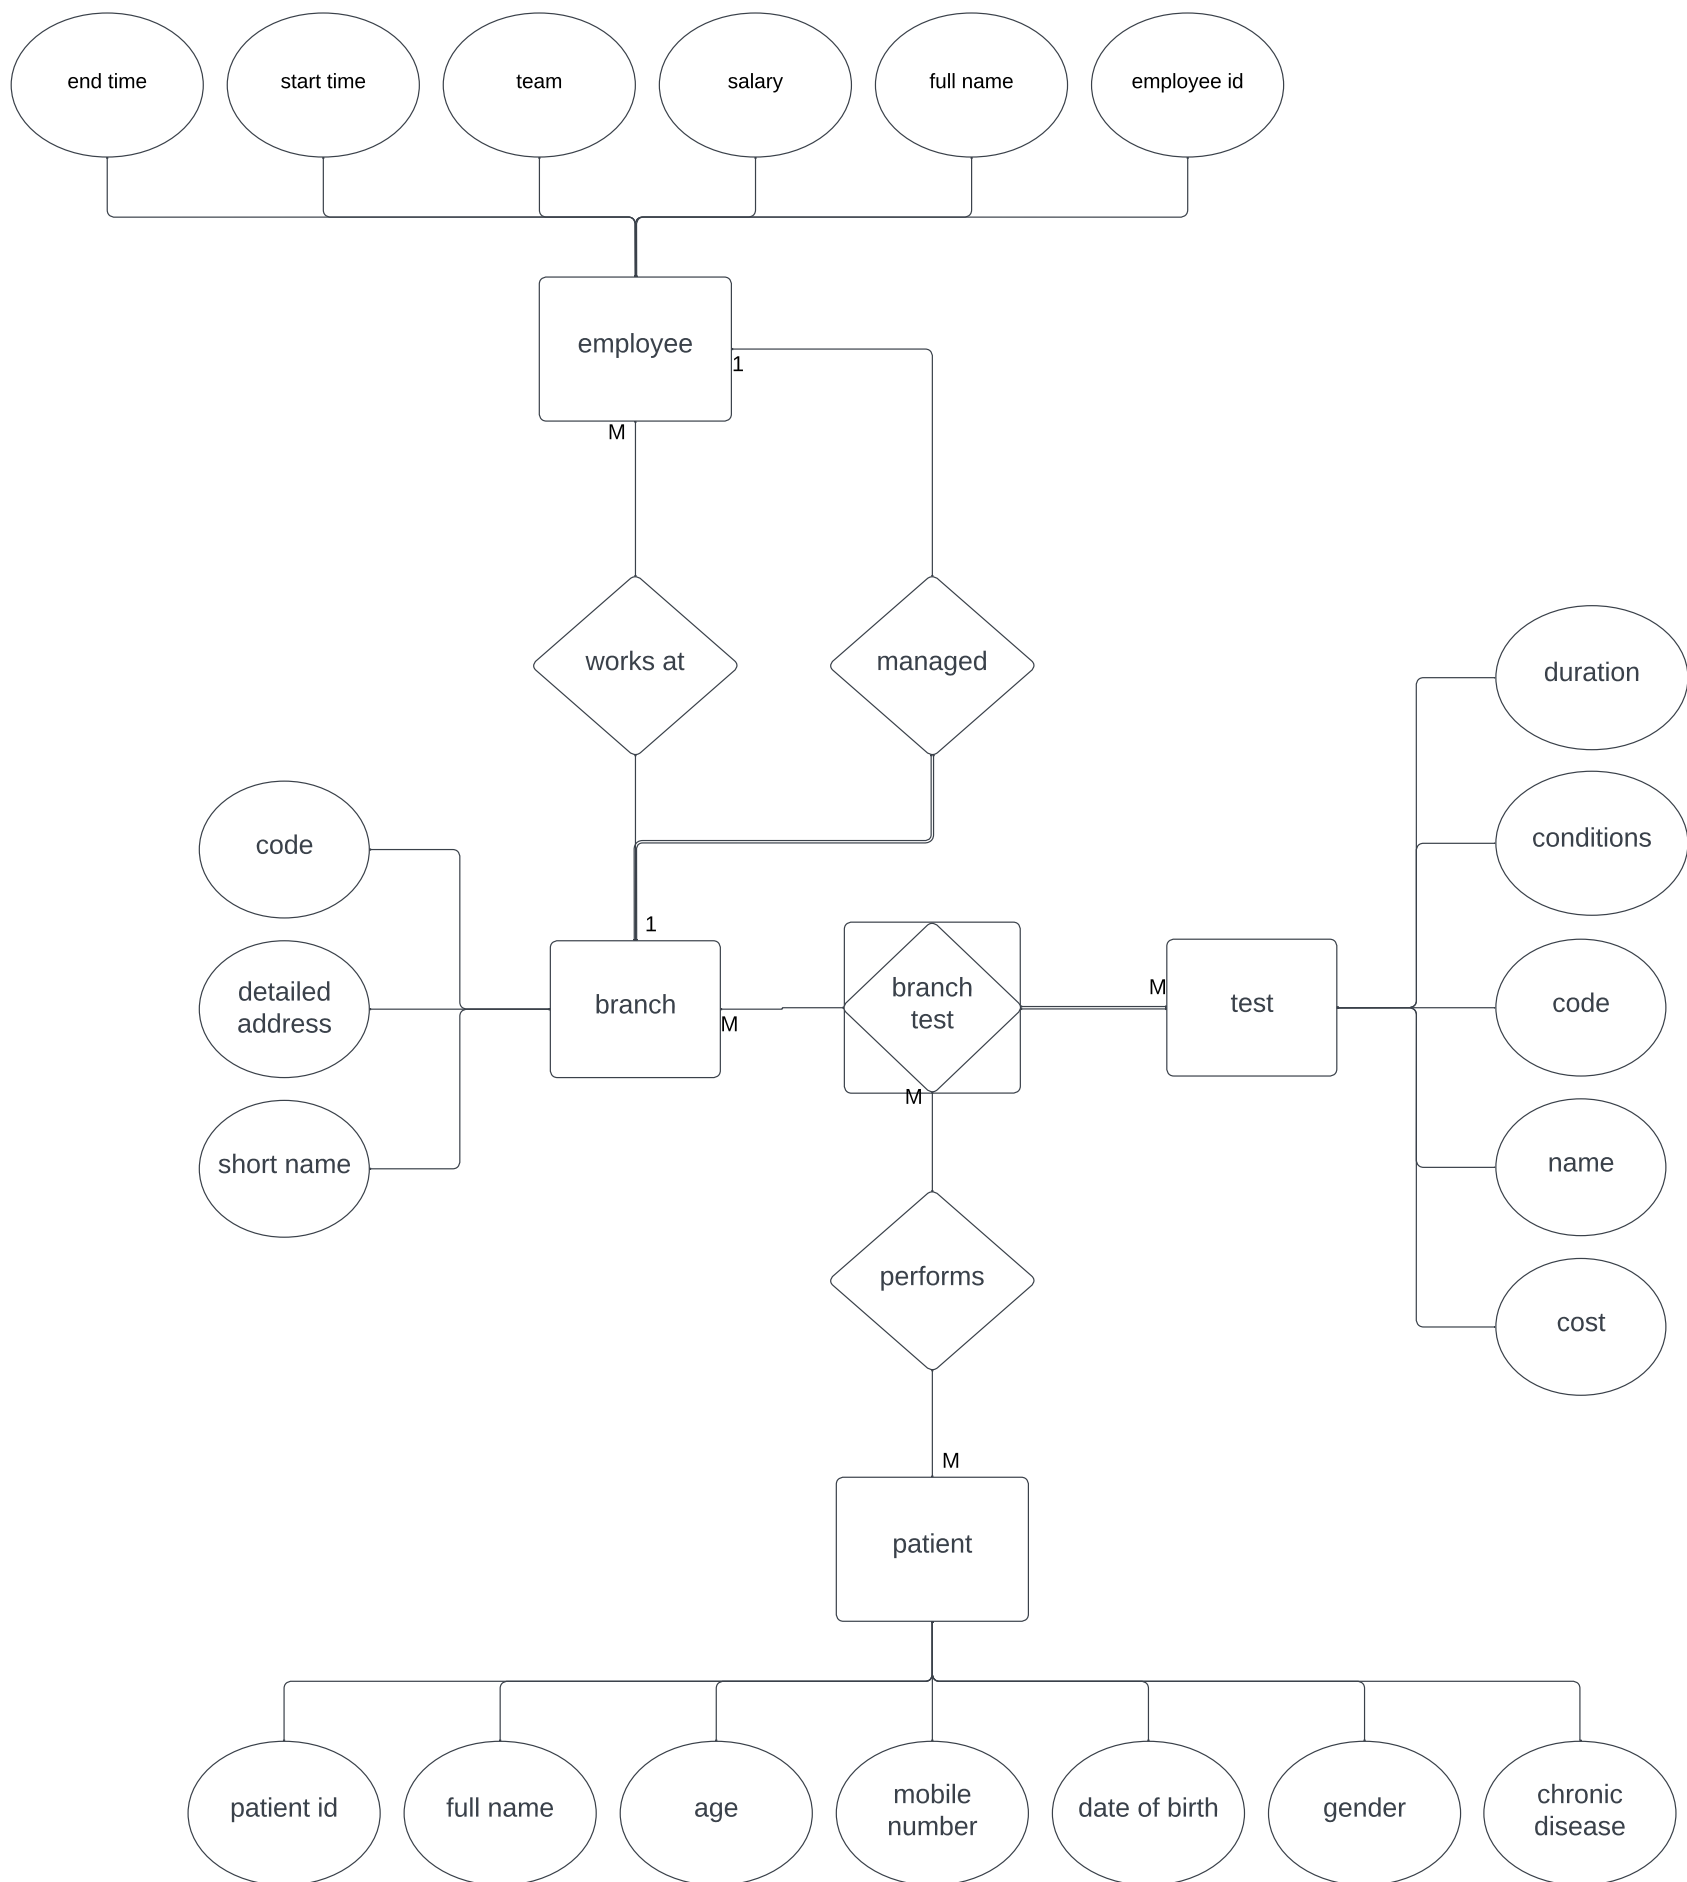 end time
start time
team
salary
full name
employee id
employee
1
M
works at
managed
duration
conditions
code
detailed
address
short name
1
branch
M
branch
test
M
M
test
code
name
cost
performs
M
patient
patient id
full name
age
mobile
number
date of birth
gender
chronic
disease